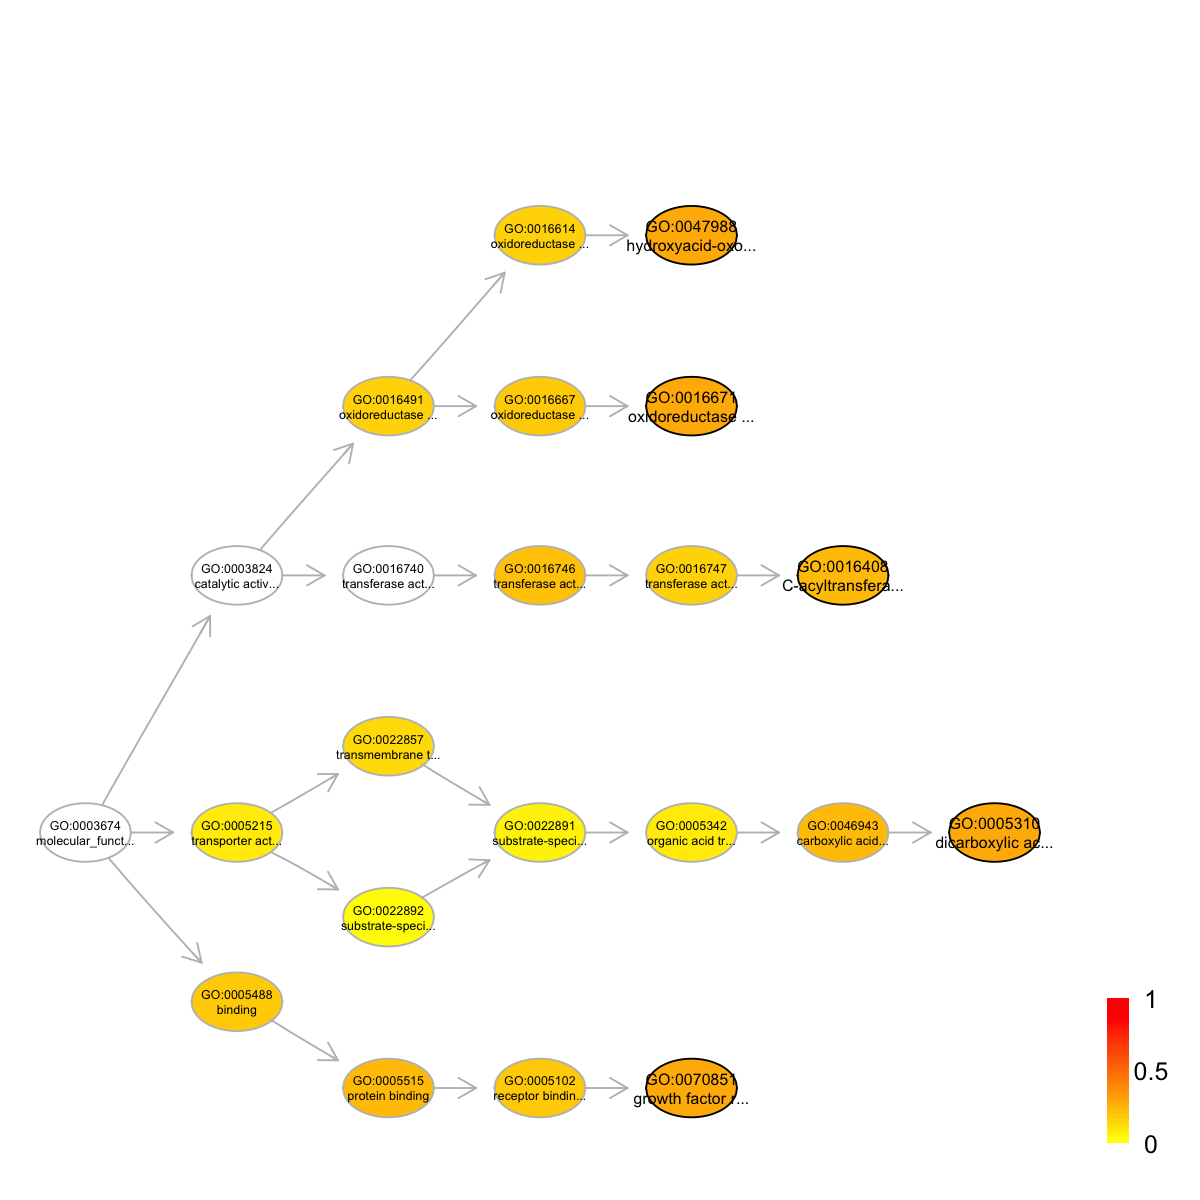 GO:0016614
oxidoreductase ...
GO:0047988
hydroxyacid-oxo...
GO:0016491
oxidoreductase ...
GO:0016667
oxidoreductase ...
GO:0016671
oxidoreductase ...
GO:0003824
catalytic activ...
GO:0016740
transferase act...
GO:0016746
transferase act...
GO:0016747
transferase act...
GO:0016408
C-acyltransfera...
GO:0022857
transmembrane t...
GO:0003674
molecular_funct...
GO:0005215
transporter act...
GO:0022891
substrate-speci...
GO:0005342
organic acid tr...
GO:0046943
carboxylic acid...
GO:0005310
dicarboxylic ac...
GO:0022892
substrate-speci...
GO:0005488
binding
GO:0005515
protein binding
GO:0005102
receptor bindin...
GO:0070851
growth factor r...
1
0.5
0